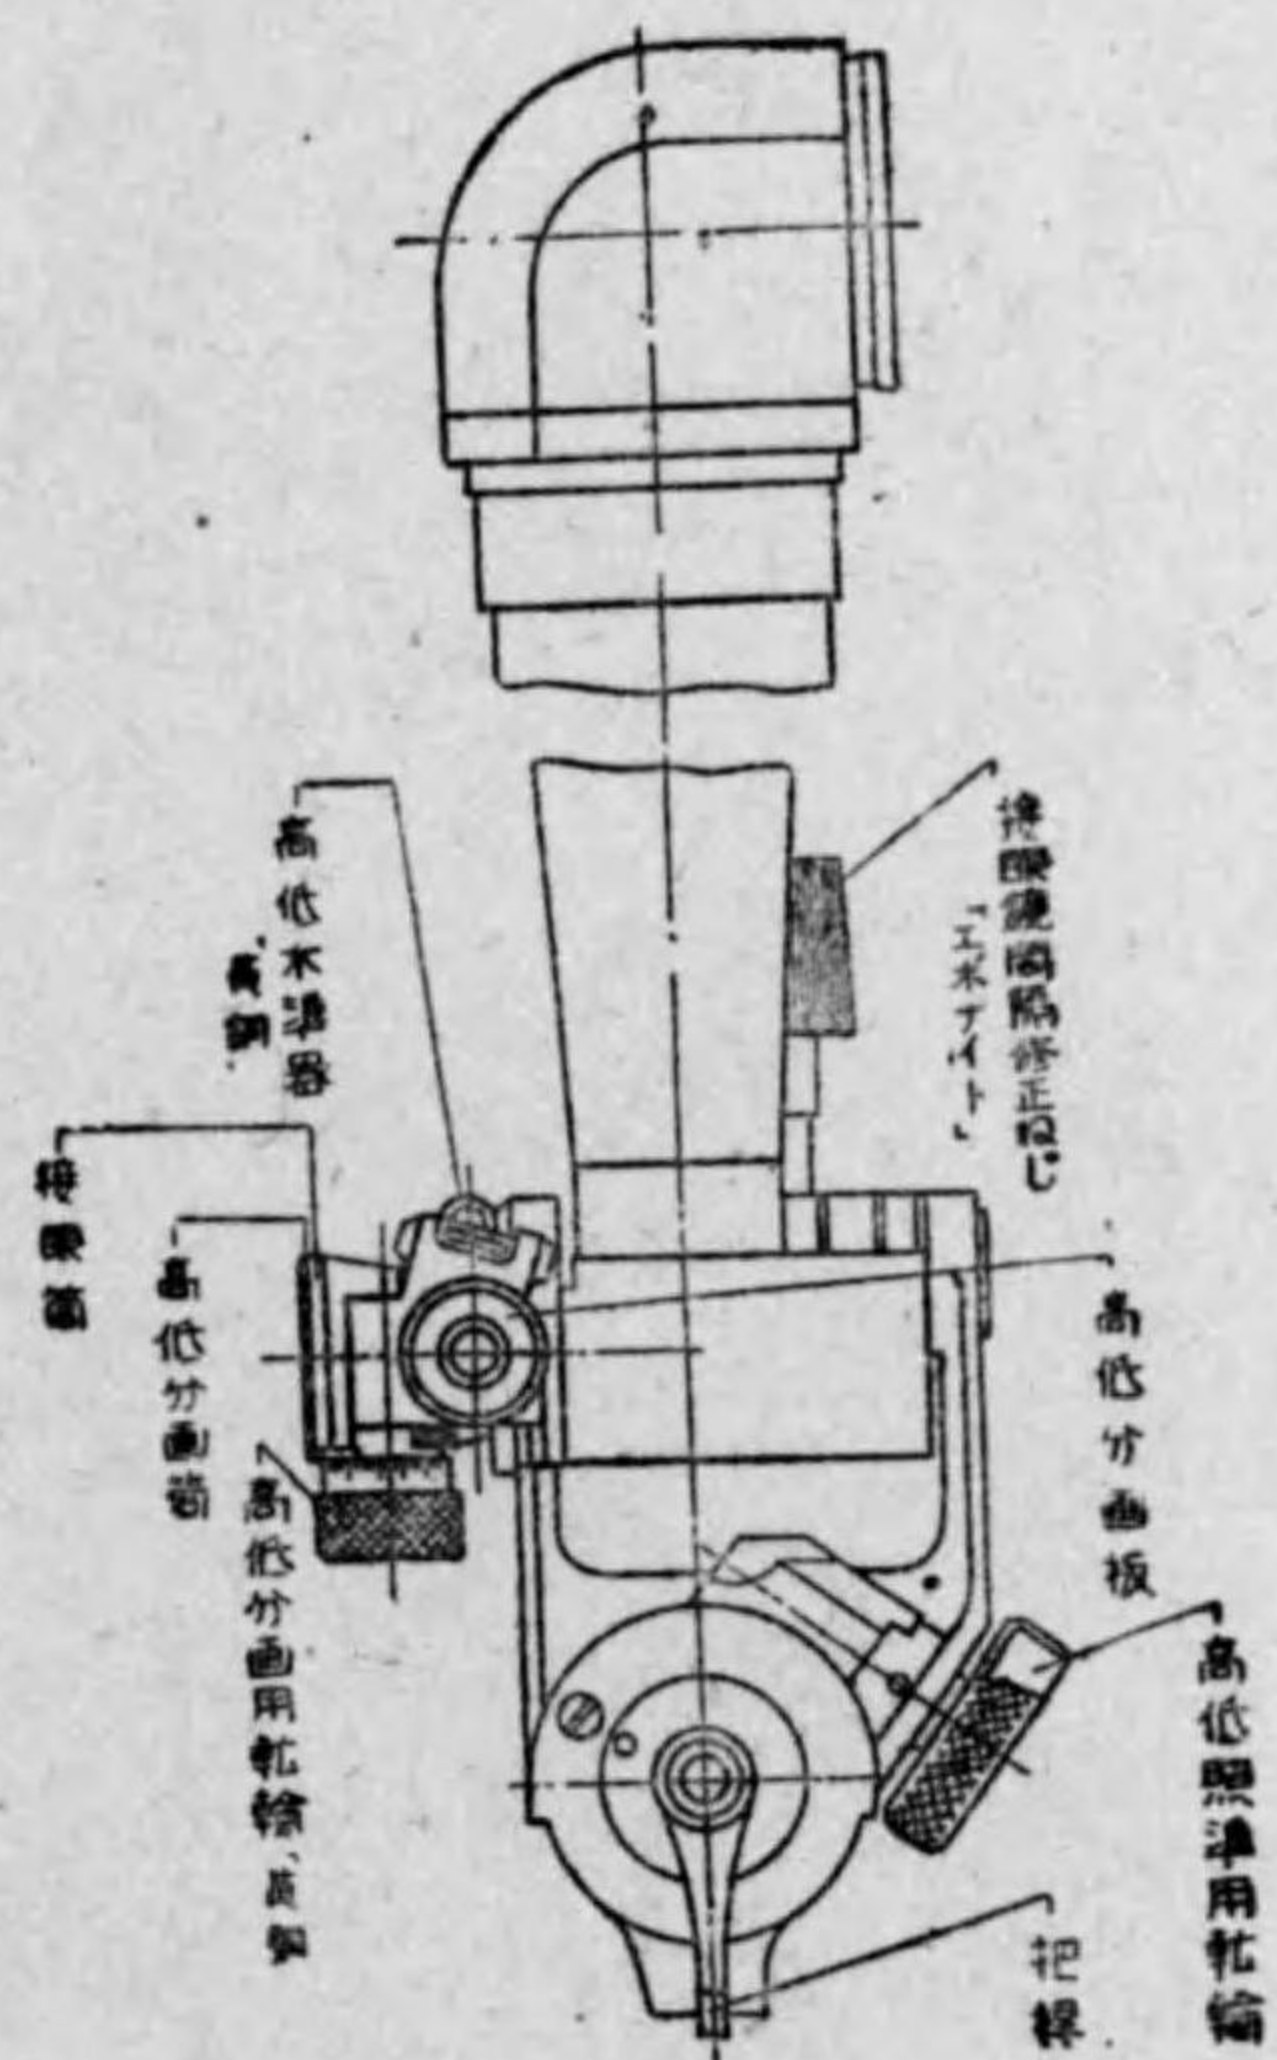 接眼�間隔修正ねじ
「エボナイト」
高低水準器
黄銅
接眼筒
高低分画筒
高低分画用転輪、黄銅
高低分画板
高低照準用転輪
把桿